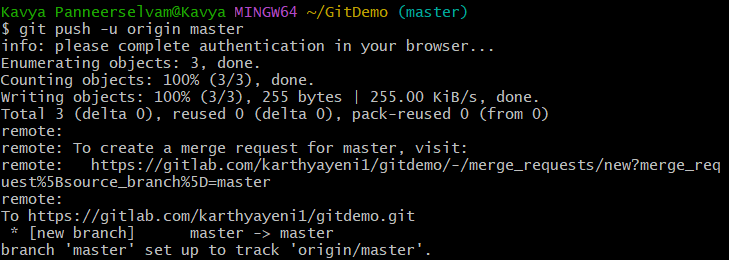 Kavya Panneerselvam@Kavya MINGW64 ~/GitDemo (master)
$ git push -u origin master
info: please complete authentication in your browser...
Enumerating objects: 3, done.
Counting objects: 100% (3/3), done.
Writing objects: 100% (3/3), 255 bytes | 255.00 KiB/s, done.
Total 3 (delta 0), reused 0 (delta 0), pack-reused 0 (from 0)
remote:
remote: To create a merge request for master, visit:
remote:   https://gitlab.com/karthyayeni1/gitdemo/-/merge_requests/new?merge_req
uest%5Bsource_branch%5D=master
remote:
To https://gitlab.com/karthyayeni1/gitdemo.git
 * [new branch]      master -> master
branch 'master' set up to track 'origin/master'.